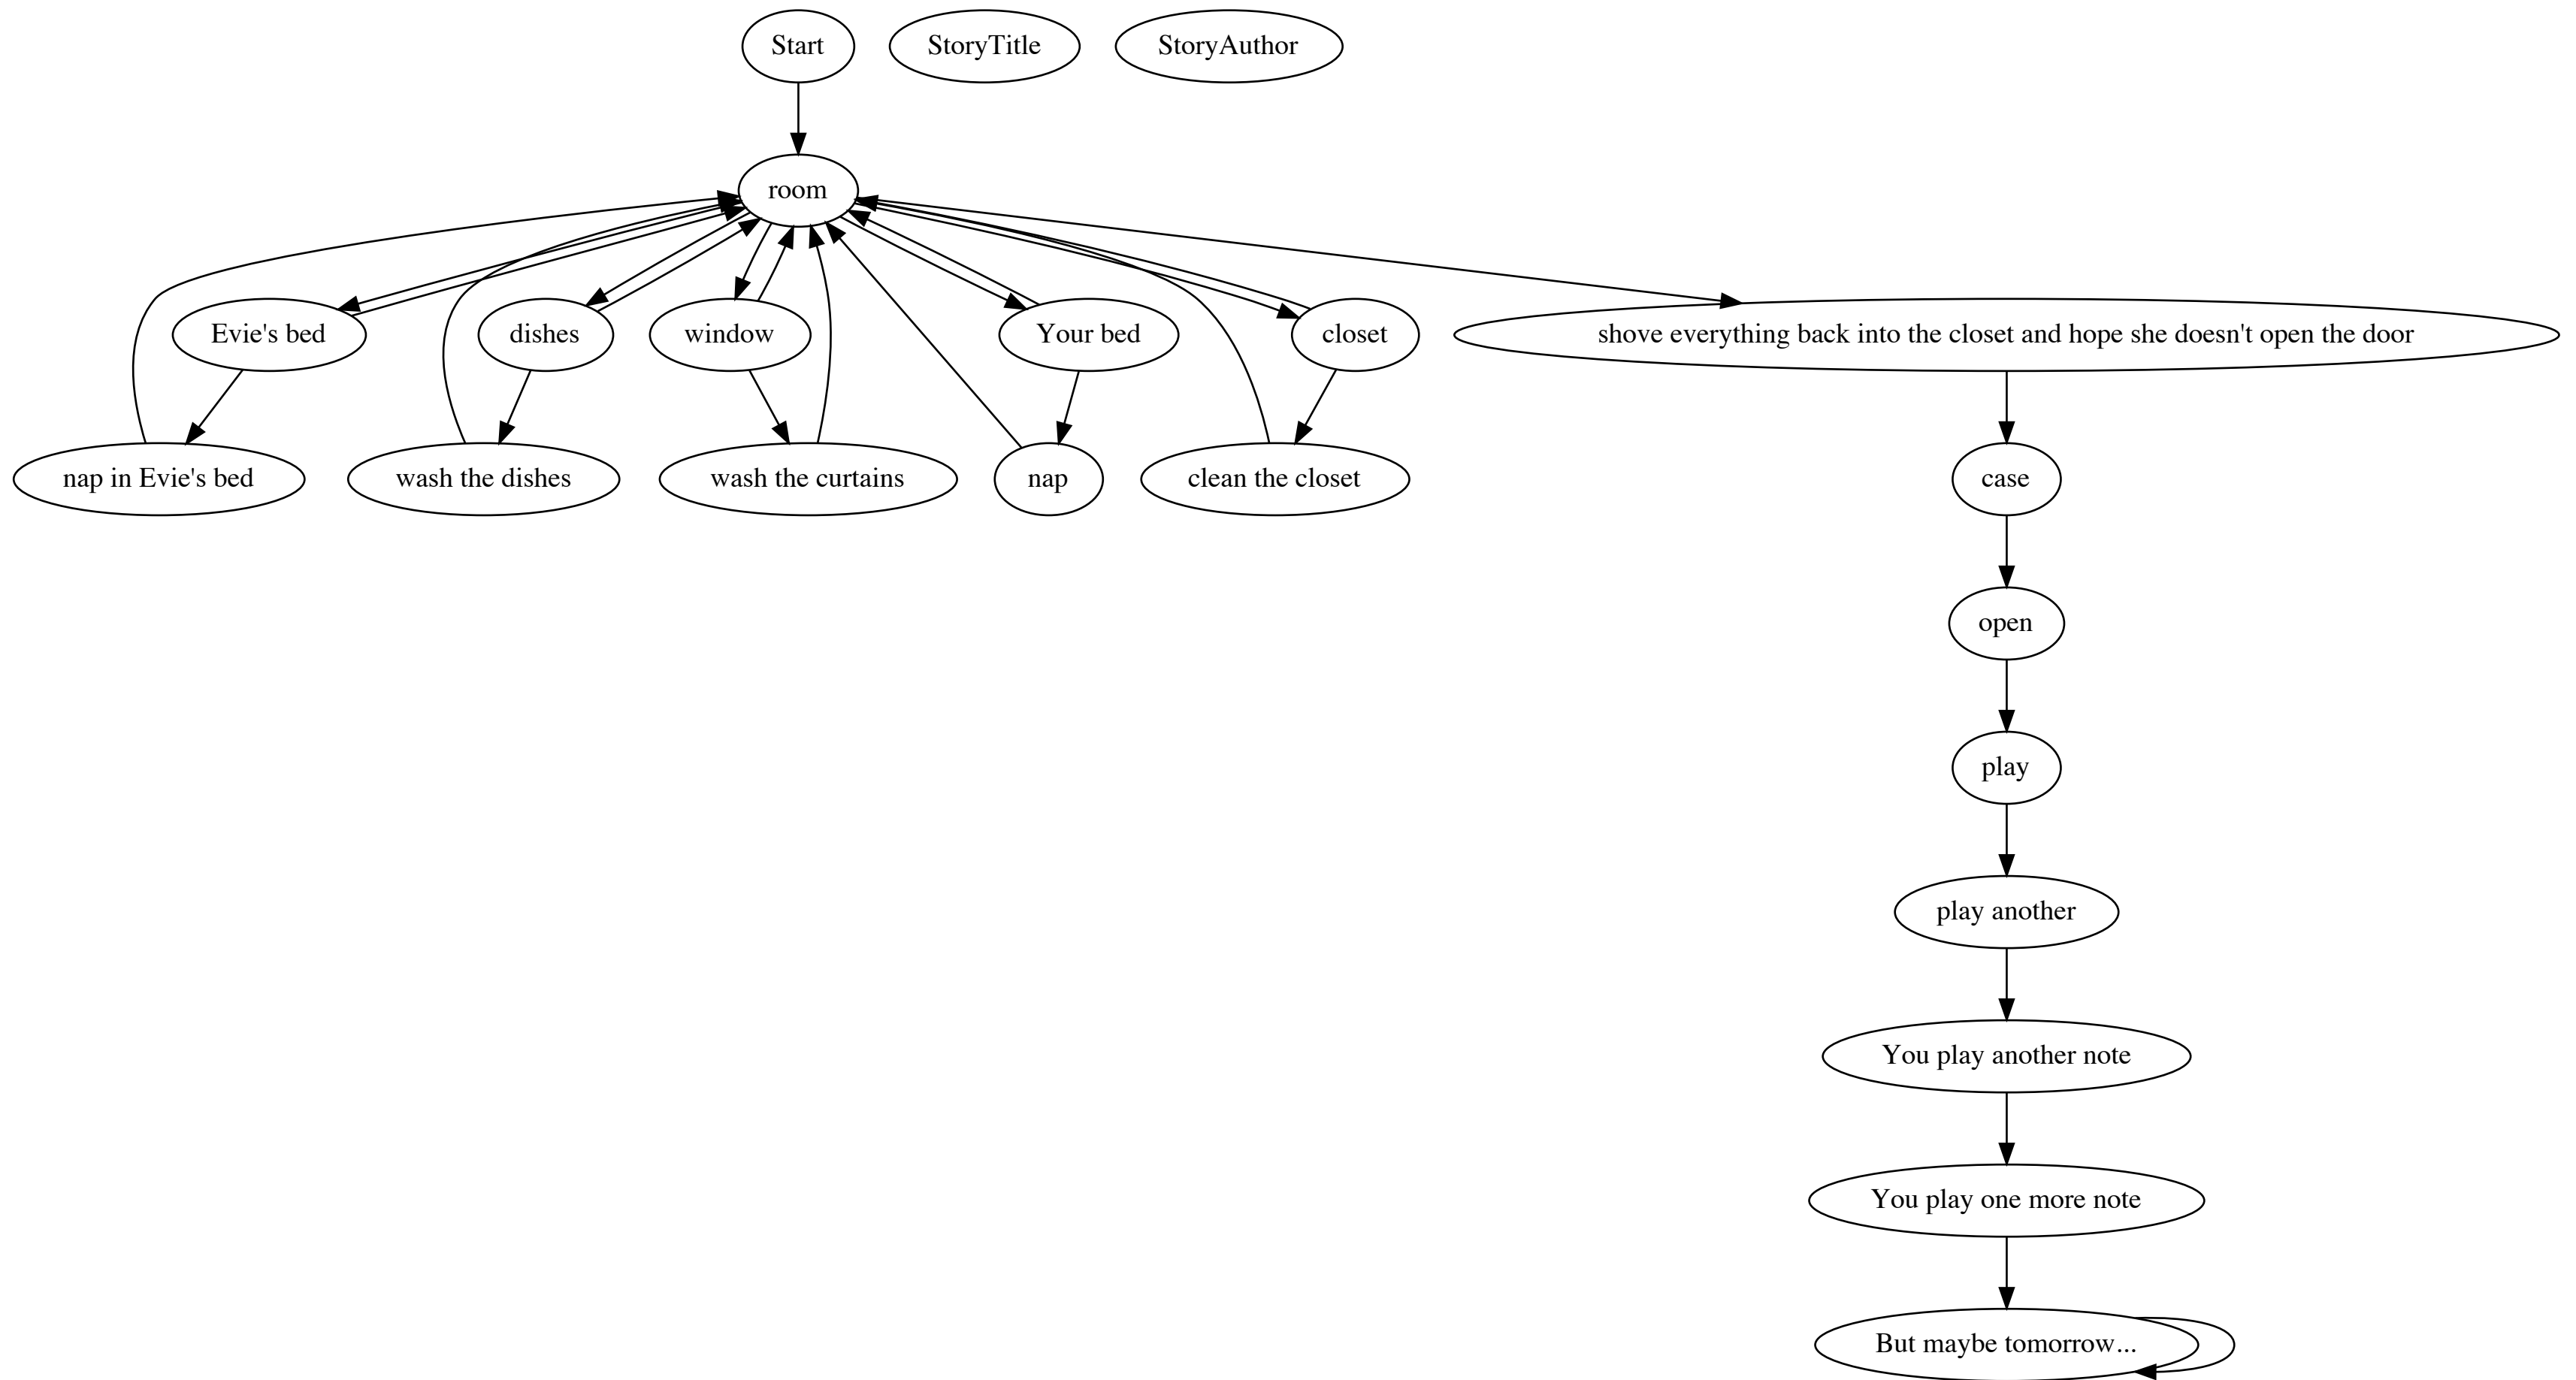 Start
StoryTitle
StoryAuthor
room
Evie's bed
dishes
window
Your bed
closet
shove everything back into the closet and hope she doesn't open the door
nap in Evie's bed
wash the dishes
wash the curtains
nap
clean the closet
case
open
play
play another
You play another note
You play one more note
But maybe tomorrow...